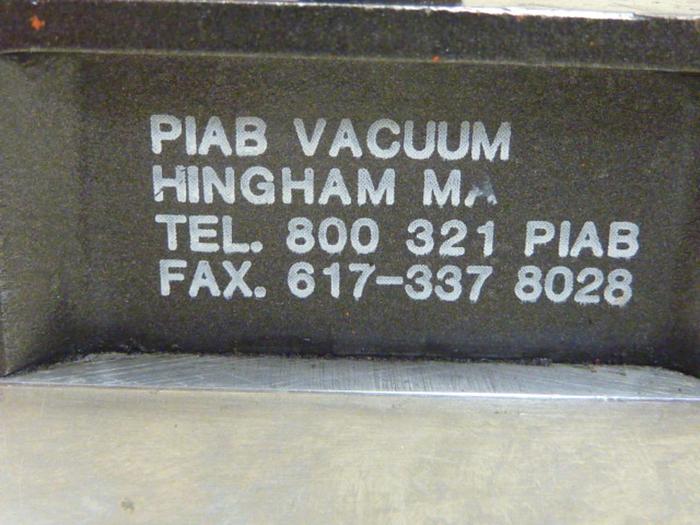 PIAB VACUUM
HINGHAM MA
TEL. 800 321 PIAB
FAX. 617-337 8028